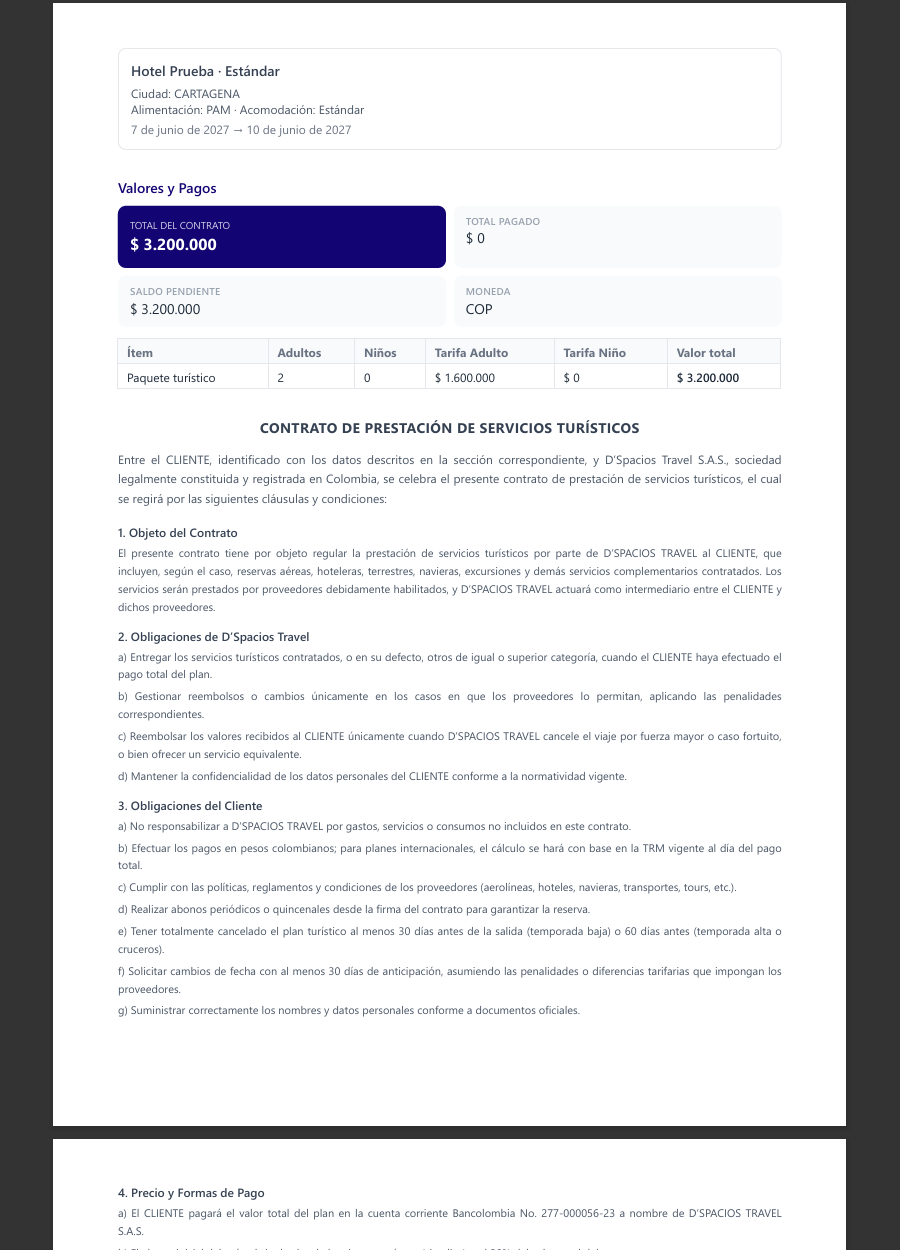 Hotel Prueba · Estándar
Ciudad: CARTAGENA
Alimentación: PAM · Acomodación: Estándar
7 de junio de 2027 → 10 de junio de 2027
Valores y Pagos
TOTAL DEL CONTRATO
$ 3.200.000
TOTAL PAGADO
$ 0
SALDO PENDIENTE
$ 3.200.000
MONEDA
COP
Ítem Adultos Niños Tarifa Adulto Tarifa Niño Valor total
Paquete turístico 2 0 $ 1.600.000 $ 0 $ 3.200.000
CONTRATO DE PRESTACIÓN DE SERVICIOS TURÍSTICOS
Entre el CLIENTE, identificado con los datos descritos en la sección correspondiente, y D’Spacios Travel S.A.S., sociedad
legalmente constituida y registrada en Colombia, se celebra el presente contrato de prestación de servicios turísticos, el cual
se regirá por las siguientes cláusulas y condiciones:
1. Objeto del Contrato
El presente contrato tiene por objeto regular la prestación de servicios turísticos por parte de D’SPACIOS TRAVEL al CLIENTE, que
incluyen, según el caso, reservas aéreas, hoteleras, terrestres, navieras, excursiones y demás servicios complementarios contratados. Los
servicios serán prestados por proveedores debidamente habilitados, y D’SPACIOS TRAVEL actuará como intermediario entre el CLIENTE y
dichos proveedores.
2. Obligaciones de D’Spacios Travel
a) Entregar los servicios turísticos contratados, o en su defecto, otros de igual o superior categoría, cuando el CLIENTE haya efectuado el
pago total del plan.
b) Gestionar reembolsos o cambios únicamente en los casos en que los proveedores lo permitan, aplicando las penalidades
correspondientes.
c) Reembolsar los valores recibidos al CLIENTE únicamente cuando D’SPACIOS TRAVEL cancele el viaje por fuerza mayor o caso fortuito,
o bien ofrecer un servicio equivalente.
d) Mantener la confidencialidad de los datos personales del CLIENTE conforme a la normatividad vigente.
3. Obligaciones del Cliente
a) No responsabilizar a D’SPACIOS TRAVEL por gastos, servicios o consumos no incluidos en este contrato.
b) Efectuar los pagos en pesos colombianos; para planes internacionales, el cálculo se hará con base en la TRM vigente al día del pago
total.
c) Cumplir con las políticas, reglamentos y condiciones de los proveedores (aerolíneas, hoteles, navieras, transportes, tours, etc.).
d) Realizar abonos periódicos o quincenales desde la firma del contrato para garantizar la reserva.
e) Tener totalmente cancelado el plan turístico al menos 30 días antes de la salida (temporada baja) o 60 días antes (temporada alta o
cruceros).
f) Solicitar cambios de fecha con al menos 30 días de anticipación, asumiendo las penalidades o diferencias tarifarias que impongan los
proveedores.
g) Suministrar correctamente los nombres y datos personales conforme a documentos oficiales.
4. Precio y Formas de Pago
a) El CLIENTE pagará el valor total del plan en la cuenta corriente Bancolombia No. 277-000056-23 a nombre de D’SPACIOS TRAVEL
S.A.S.